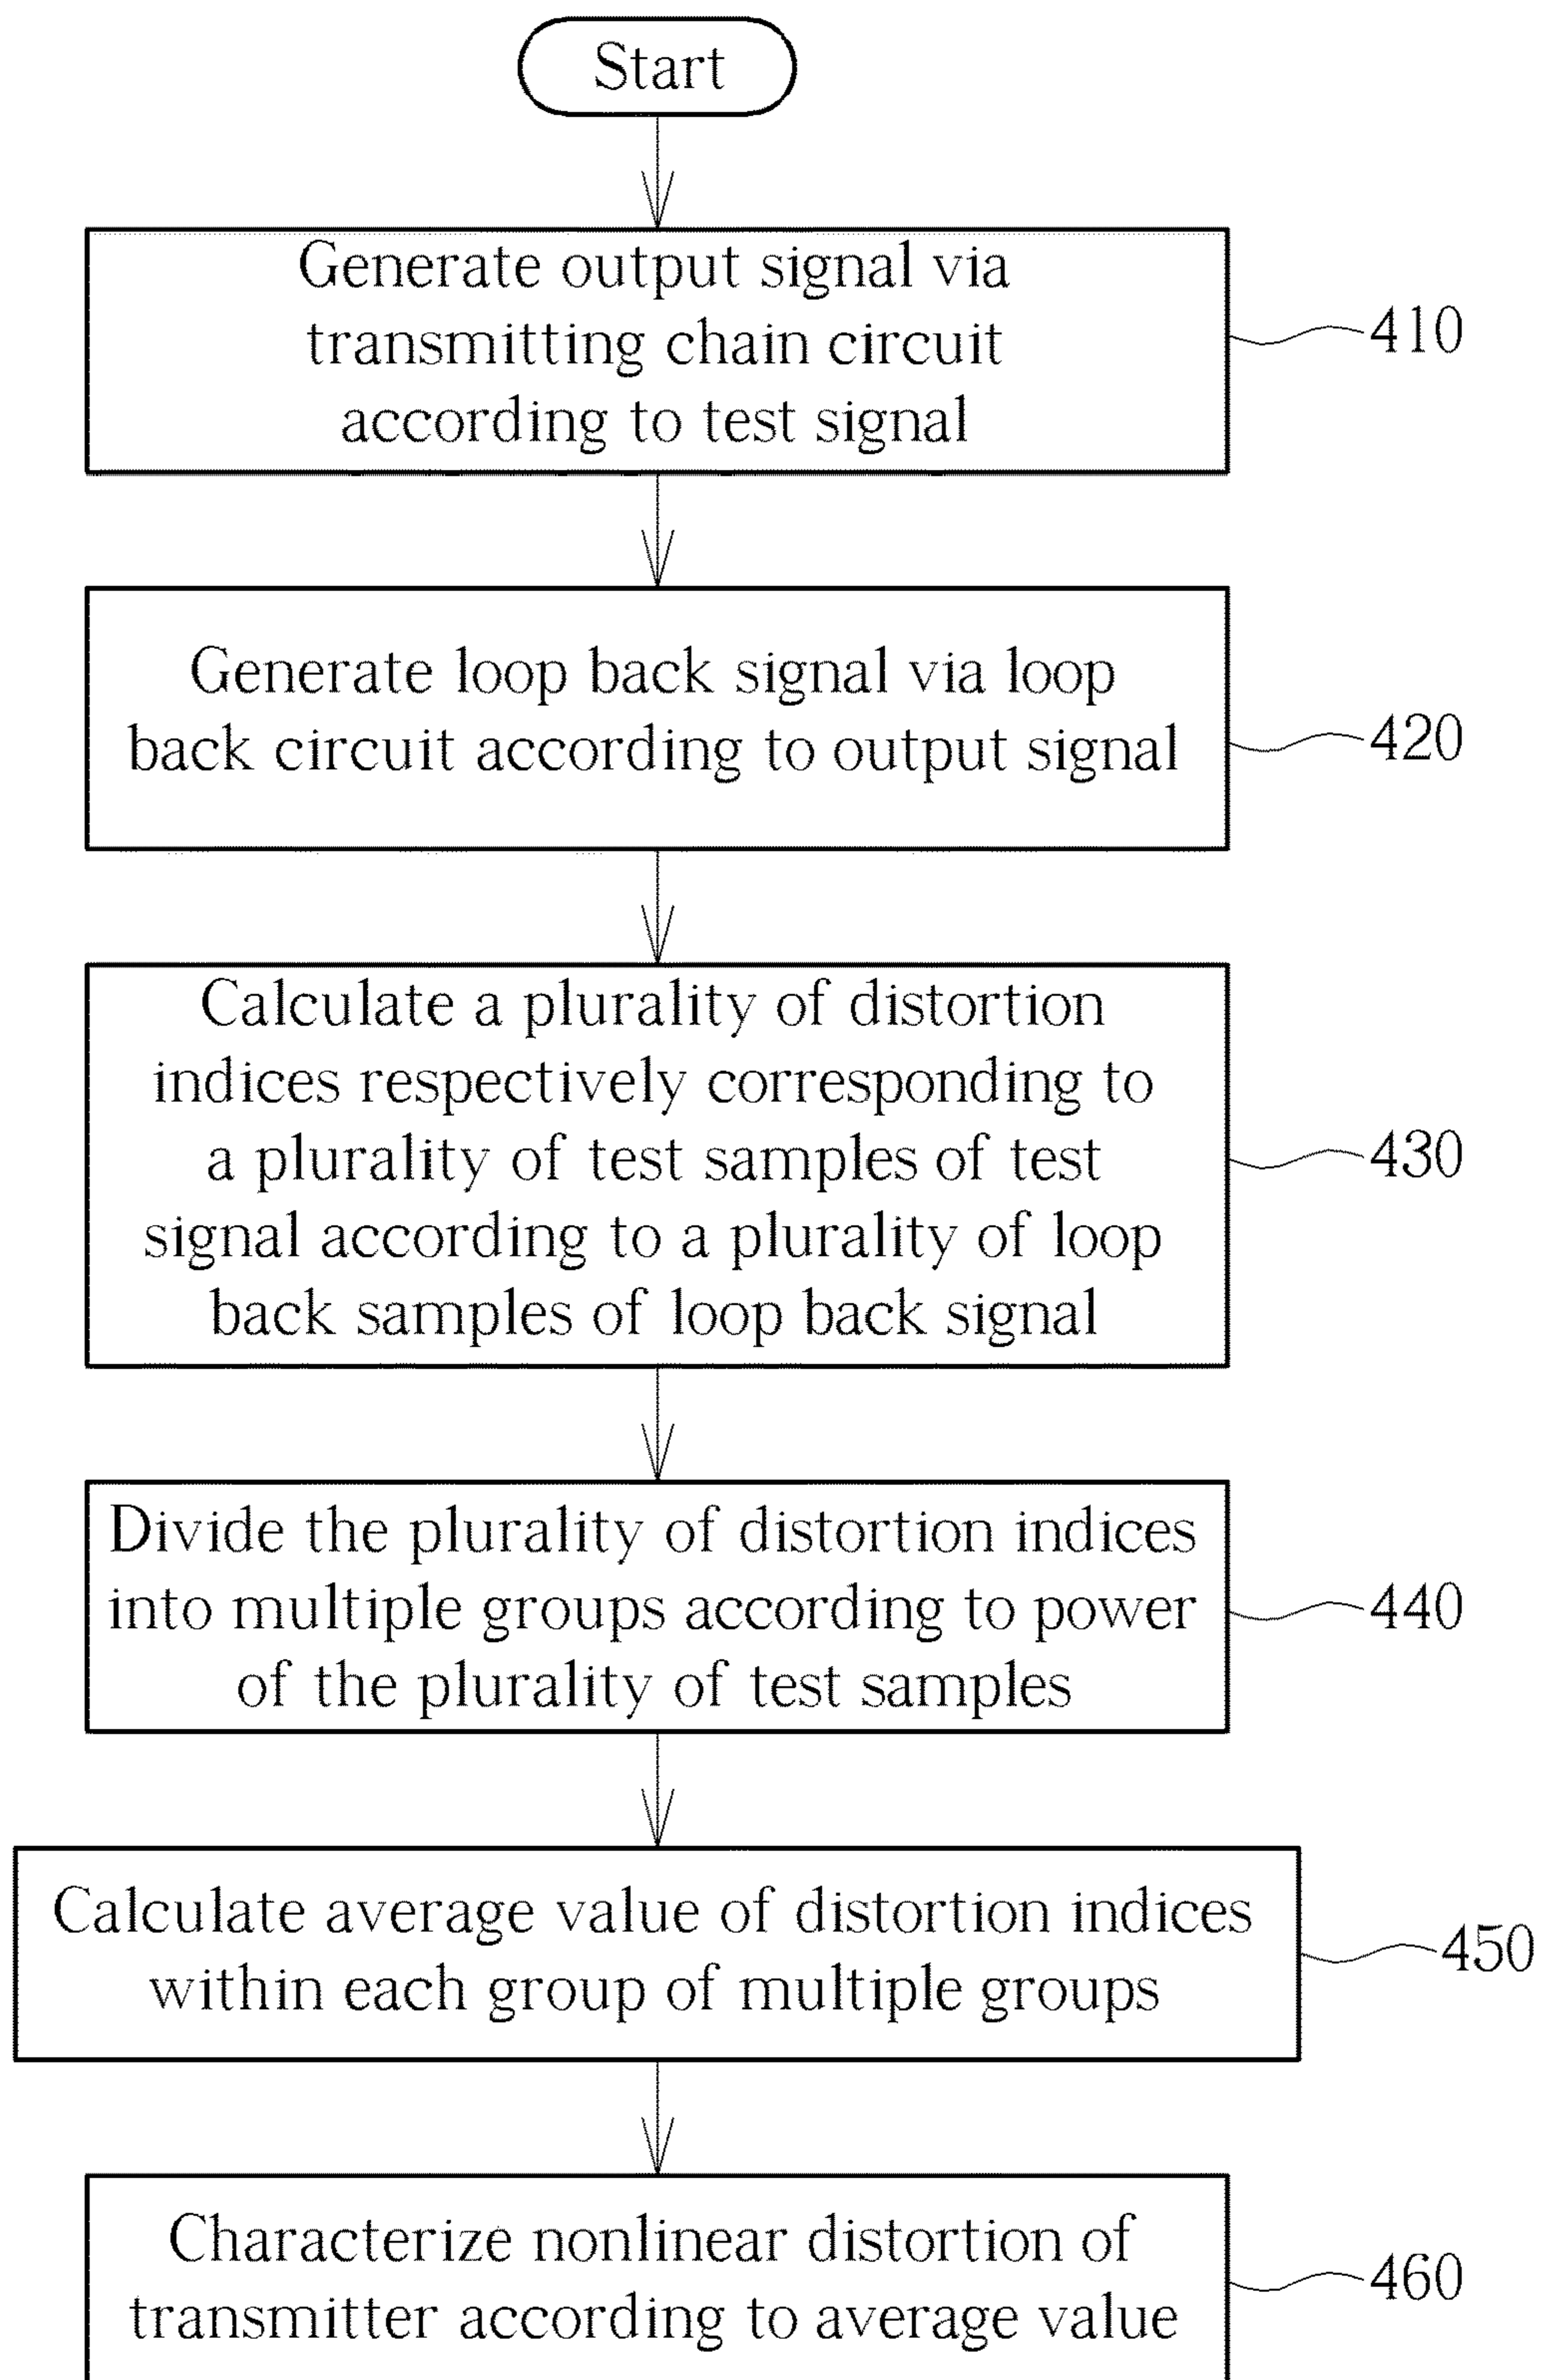 Start
Generate output signal via
transmitting chain circuit
according to test signal
410
Generate loop back signal via loop
back circuit according to output signal
420
Calculate a plurality of distortion
indices respectively corresponding to
a plurality of test samples of test
signal according to a plurality of loop
back samples of loop back signal
430
Divide the plurality of distortion indices
into multiple groups according to power
of the plurality of test samples
440
Calculate average value of distortion indices
within each group of multiple groups
450
Characterize nonlinear distortion of
transmitter according to average value
460